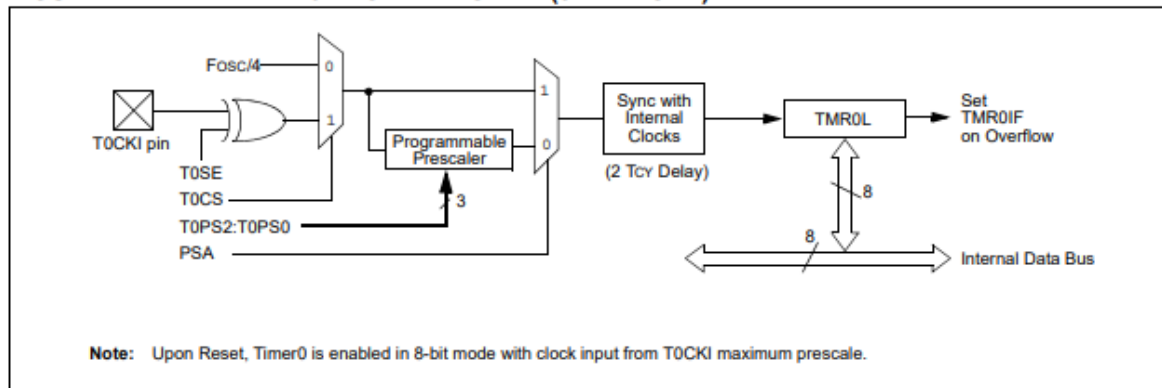 Fosc/4
0
1
T0CKI pin
T0SE
T0CS
T0PS2:T0PS0
PSA
Programmable
Prescaler
3
1
0
Sync with
Internal
Clocks
(2 TCY Delay)
TMR0L
Set
TMR0IF
on Overflow
8
8
Internal Data Bus
Note: Upon Reset, Timer0 is enabled in 8-bit mode with clock input from T0CKI maximum prescale.